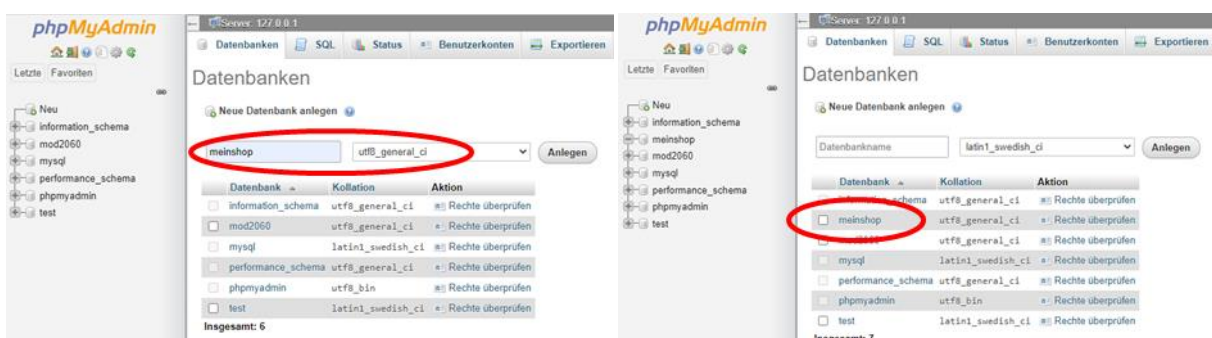 phpMyAdmin
Letzte Favoriten
Neu
information_schema
mod2060
mysql
performance_schema
phpmyadmin
test
Server: 127.0.0.1
Datenbanken SQL Status Benutzerkonten Exportieren
Datenbanken
Neue Datenbank anlegen
meinshop utf8_general_ci Anlegen
Datenbank Kollation Aktion
information_schema utf8_general_ci Rechte überprüfen
mod2060 utf8_general_ci Rechte überprüfen
mysql latin1_swedish_ci Rechte überprüfen
performance_schema utf8_general_ci Rechte überprüfen
phpmyadmin utf8_bin Rechte überprüfen
test latin1_swedish_ci Rechte überprüfen
Insgesamt: 6
phpMyAdmin
Letzte Favoriten
Neu
information_schema
meinshop
mod2060
mysql
performance_schema
phpmyadmin
test
Server: 127.0.0.1
Datenbanken SQL Status Benutzerkonten Exportieren
Datenbanken
Neue Datenbank anlegen
Datenbankname latin1_swedish_ci Anlegen
Datenbank Kollation Aktion
information_schema utf8_general_ci Rechte überprüfen
meinshop utf8_general_ci Rechte überprüfen
mod2060 utf8_general_ci Rechte überprüfen
mysql latin1_swedish_ci Rechte überprüfen
performance_schema utf8_general_ci Rechte überprüfen
phpmyadmin utf8_bin Rechte überprüfen
test latin1_swedish_ci Rechte überprüfen
Insgesamt: 7